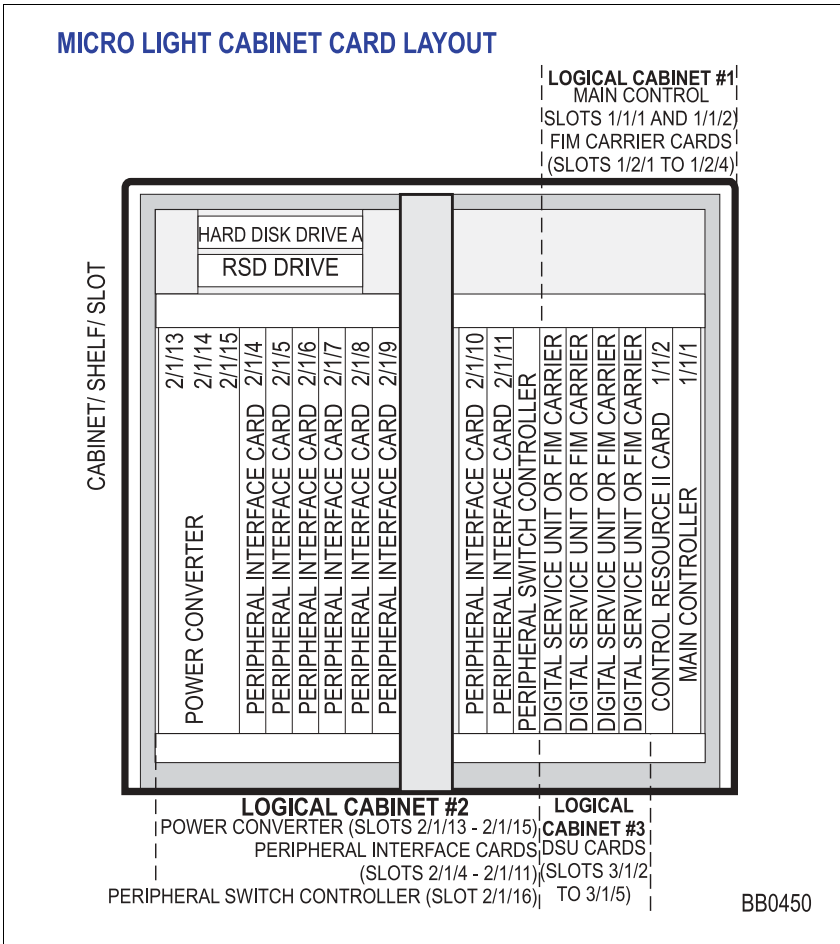 MICRO LIGHT CABINET CARD LAYOUT
LOGICAL CABINET #1
MAIN CONTROL
SLOTS 1/1/1 AND 1/1/2
FIM CARRIER CARDS
(SLOTS 1/2/1 TO 1/2/4)
CABINET/ SHELF/ SLOT
HARD DISK DRIVE A
RSD DRIVE
POWER CONVERTER
2/1/13
2/1/14
2/1/15
PERIPHERAL INTERFACE CARD 2/1/4
PERIPHERAL INTERFACE CARD 2/1/5
PERIPHERAL INTERFACE CARD 2/1/6
PERIPHERAL INTERFACE CARD 2/1/7
PERIPHERAL INTERFACE CARD 2/1/8
PERIPHERAL INTERFACE CARD 2/1/9
PERIPHERAL INTERFACE CARD 2/1/10
PERIPHERAL INTERFACE CARD 2/1/11
PERIPHERAL SWITCH CONTROLLER
DIGITAL SERVICE UNIT OR FIM CARRIER
DIGITAL SERVICE UNIT OR FIM CARRIER
DIGITAL SERVICE UNIT OR FIM CARRIER
DIGITAL SERVICE UNIT OR FIM CARRIER
CONTROL RESOURCE II CARD 1/1/2
MAIN CONTROLLER 1/1/1
LOGICAL CABINET #2
POWER CONVERTER (SLOTS 2/1/13 - 2/1/15)
PERIPHERAL INTERFACE CARDS
(SLOTS 2/1/4 - 2/1/11)
PERIPHERAL SWITCH CONTROLLER (SLOT 2/1/16)
LOGICAL
CABINET #3
DSU CARDS
(SLOTS 3/1/2
TO 3/1/5)
BB0450